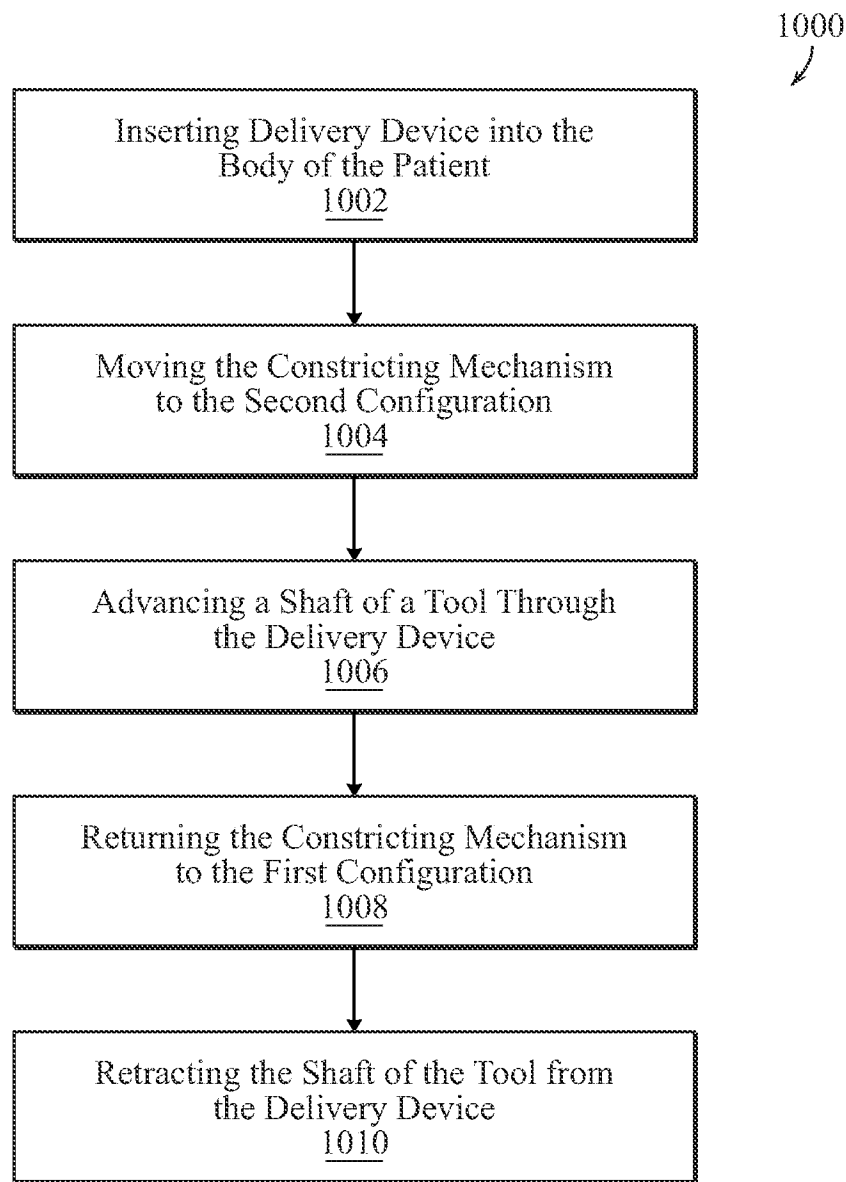 1000
Inserting Delivery Device into the
Body of the Patient
1002
Moving the Constricting Mechanism
to the Second Configuration
1004
Advancing a Shaft of a Tool Through
the Delivery Device
1006
Returning the Constricting Mechanism
to the First Configuration
1008
Retracting the Shaft of the Tool from
the Delivery Device
1010